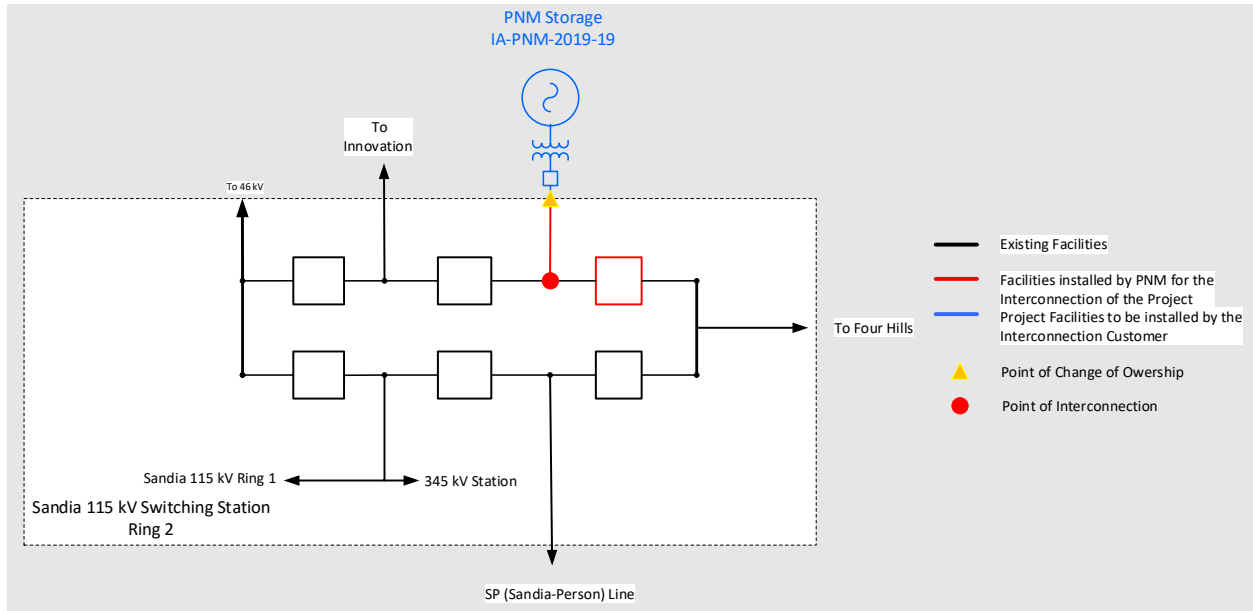 PNM Storage
IA-PNM-2019-19
To
Innovation
To 46 kV
Existing Facilities
Facilities installed by PNM for the
Interconnection of the Project
Project Facilities to be installed by the
Interconnection Customer
To Four Hills
Point of Change of Owership
Point of Interconnection
Sandia 115 kV Ring 1
345 kV Station
Sandia 115 kV Switching Station
Ring 2
SP (Sandia-Person) Line